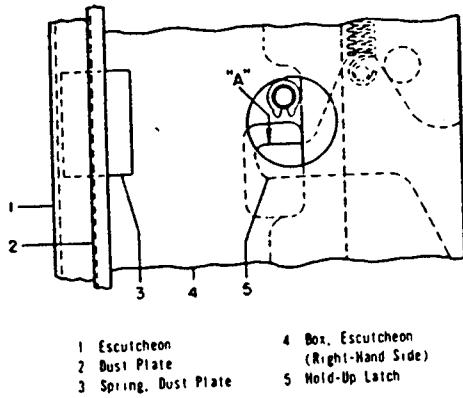 "A"
1
2
3
4
5
1 Escutcheon
2 Dust Plate
3 Spring, Dust Plate
4 Box, Escutcheon
(Right-Hand Side)
5 Hold-Up Latch